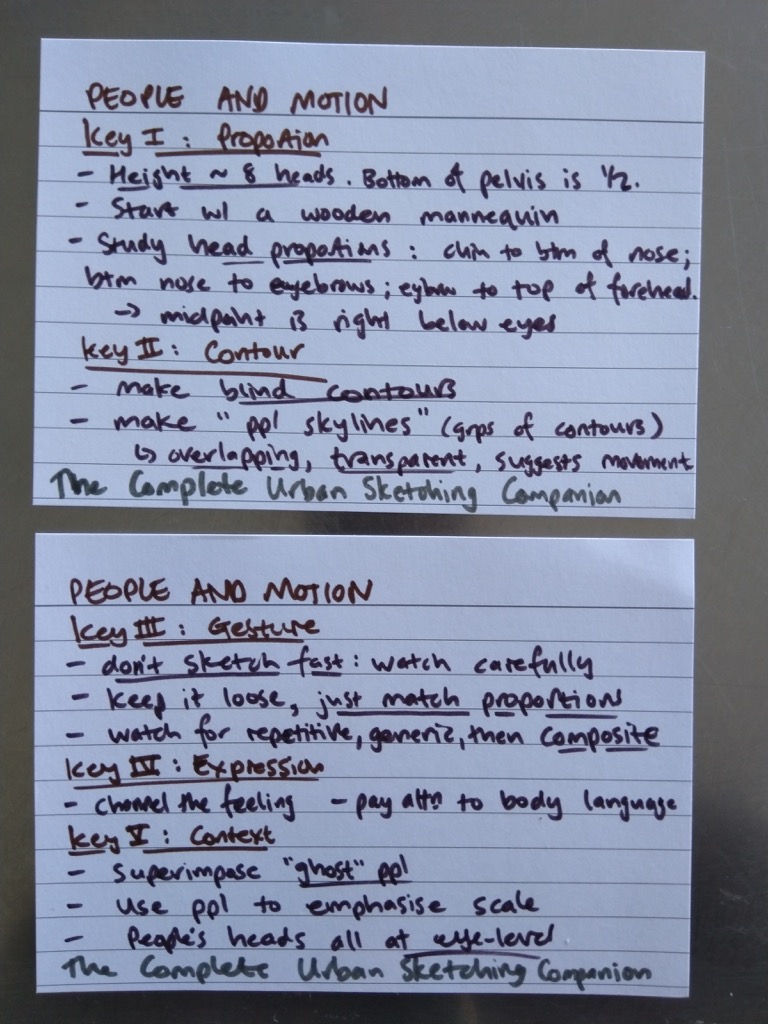 PEOPLE AND MOTION
Key I : Proportion
- Height ~ 8 heads. Bottom of pelvis is 1/2.
- Start w/ a wooden mannequin
- Study head proportions : chin to btm of nose;
btm nose to eyebrows; eybrw to top of forehead.
→ midpoint is right below eyes
Key II : Contour
- make blind contours
- make "ppl skylines" (grps of contours)
↳ overlapping, transparent, suggests movement
The Complete Urban Sketching Companion
PEOPLE AND MOTION
Key III : Gesture
- don't sketch fast : watch carefully
- keep it loose, just match proportions
- watch for repetitive, generic, then composite
Key IV : Expression
- channel the feeling - pay attn to body language
Key V : Context
- superimpose "ghost" ppl
- use ppl to emphasise scale
- People's heads all at eye-level
The Complete Urban Sketching Companion